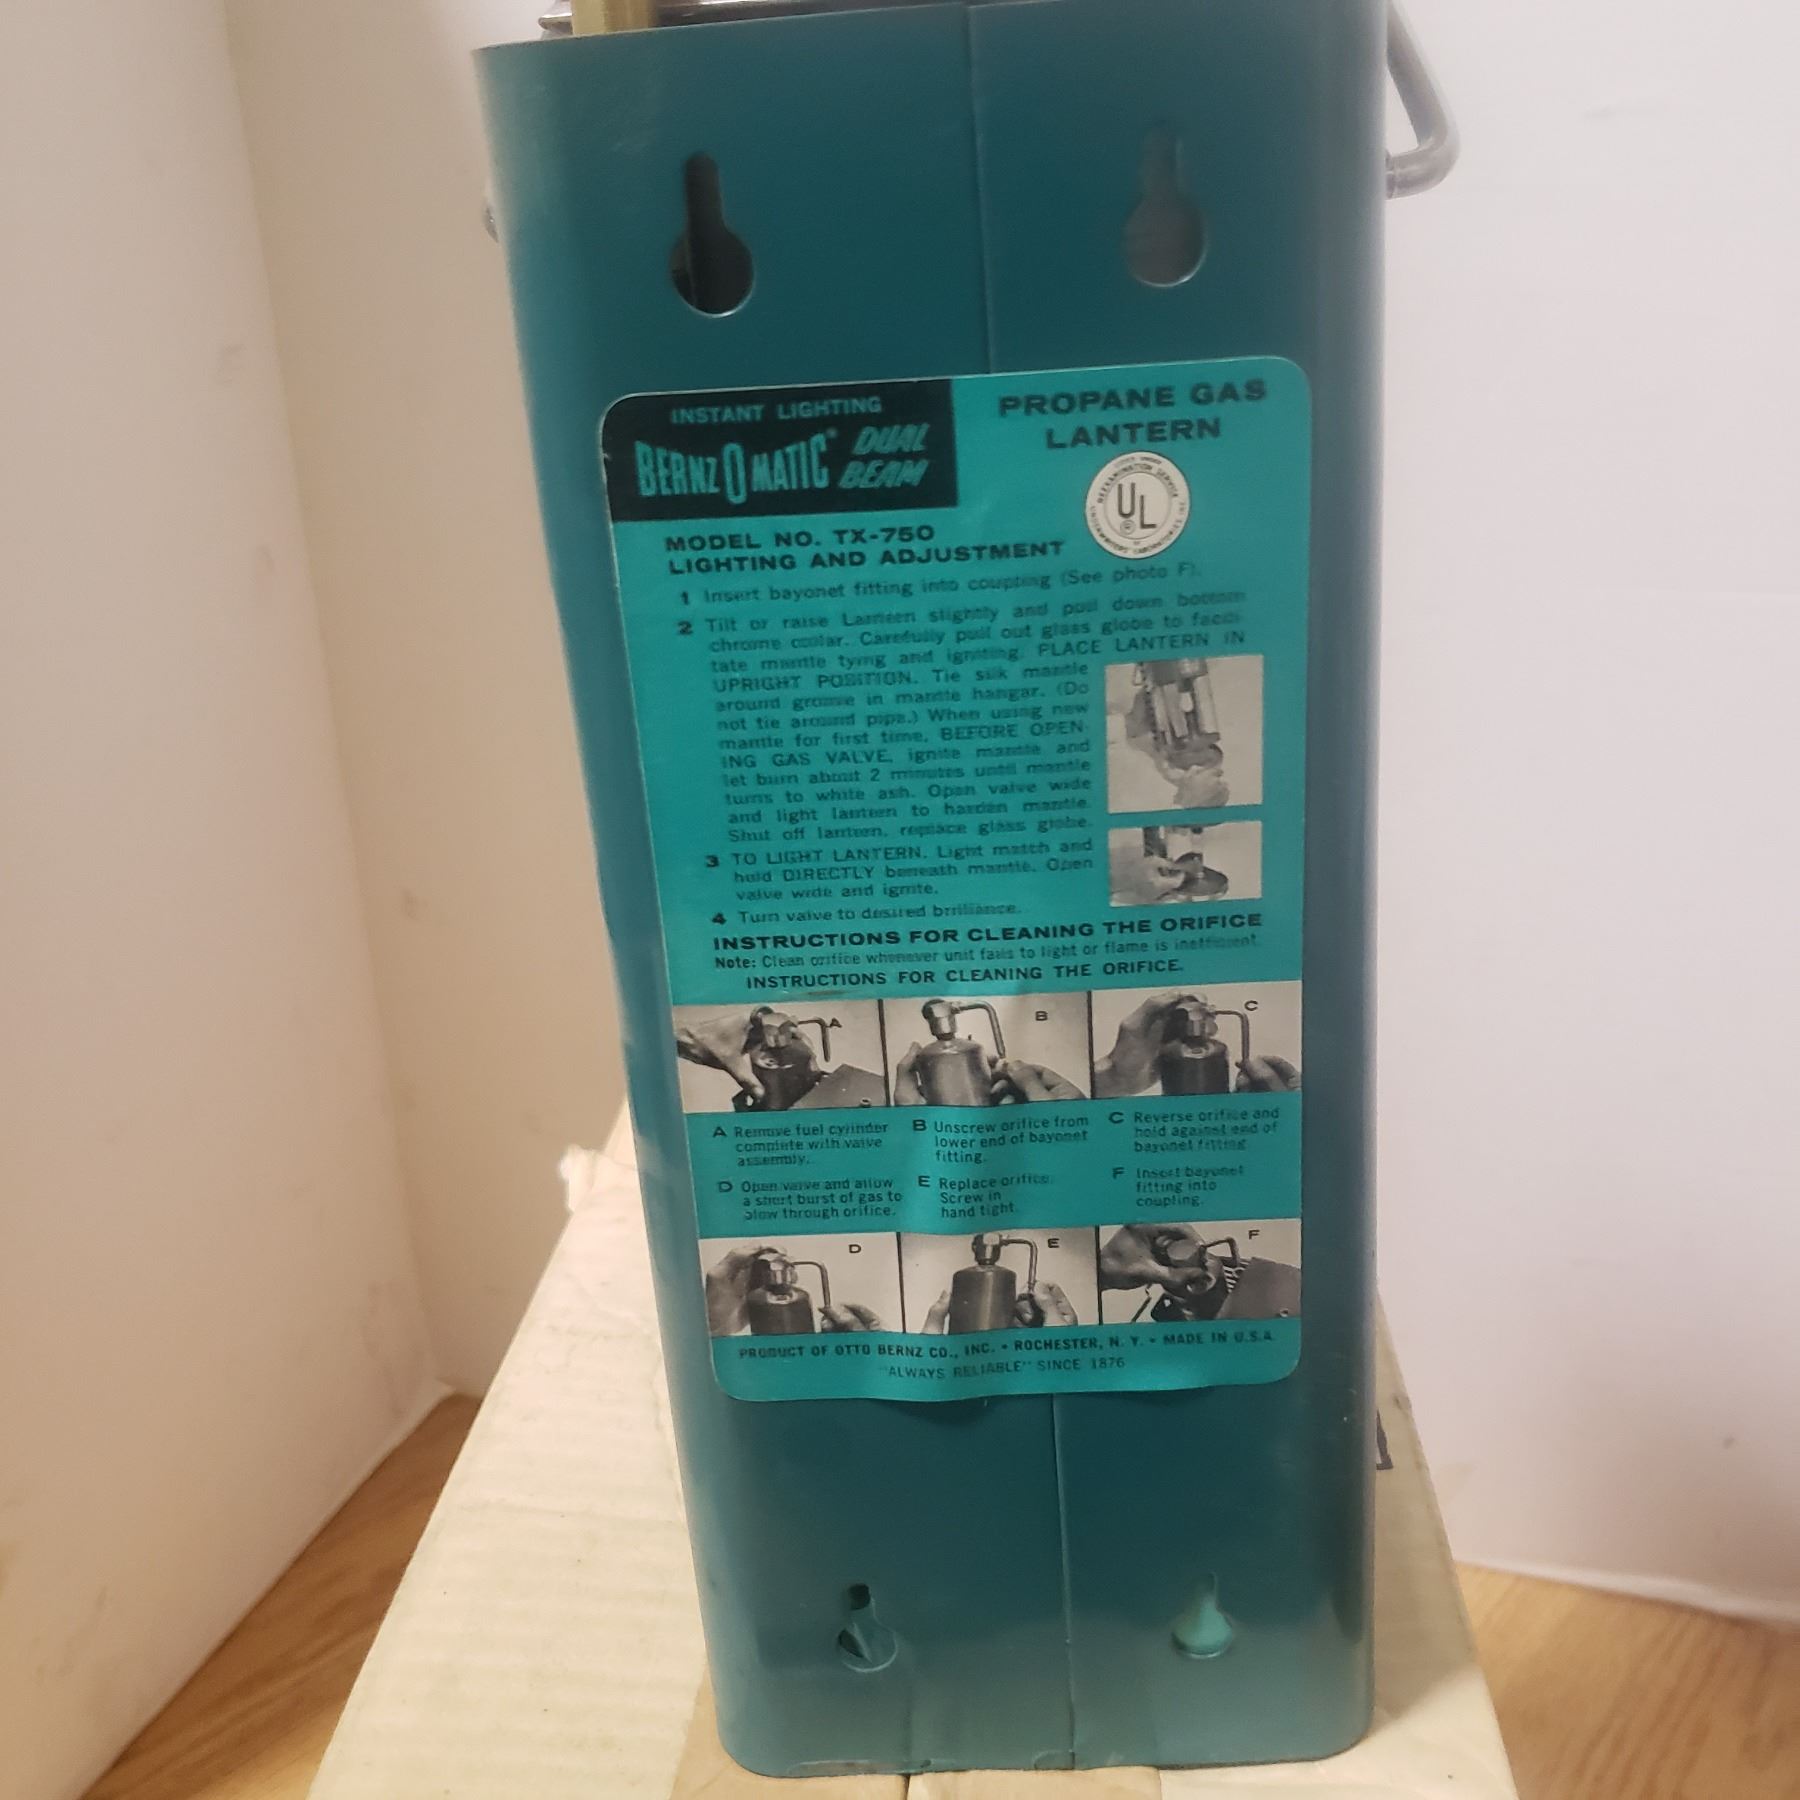 INSTANT LIGHTING
BERNZOMATIC® DUAL
BEAM
PROPANE GAS
LANTERN
UL
MODEL NO. TX-750
LIGHTING AND ADJUSTMENT
1 Insert bayonet fitting into coupling (See photo F).
2 Tilt or raise Lantern slightly and pull down bottom
chrome collar. Carefully pull out glass globe to facili-
tate mantle tying and igniting. PLACE LANTERN IN
UPRIGHT POSITION. Tie silk mantle
around groove in mantle hangar. (Do
not tie around pipe.) When using new
mantle for first time, BEFORE OPEN-
ING GAS VALVE, ignite mantle and
let burn about 2 minutes until mantle
turns to white ash. Open valve wide
and light lantern to harden mantle.
Shut off lantern, replace glass globe.
3 TO LIGHT LANTERN. Light match and
hold DIRECTLY beneath mantle. Open
valve wide and ignite.
4 Turn valve to desired brilliance.
INSTRUCTIONS FOR CLEANING THE ORIFICE
Note: Clean orifice whenever unit fails to light or flame is inefficient.
INSTRUCTIONS FOR CLEANING THE ORIFICE.
A
B
C
A Remove fuel cylinder
complete with valve
assembly.
B Unscrew orifice from
lower end of bayonet
fitting.
C Reverse orifice and
hold against end of
bayonet fitting.
D Open valve and allow
a short burst of gas to
blow through orifice.
E Replace orifice.
Screw in
hand tight.
F Insert bayonet
fitting into
coupling.
D
E
F
PRODUCT OF OTTO BERNZ CO., INC. • ROCHESTER, N. Y. • MADE IN U.S.A.
"ALWAYS RELIABLE" SINCE 1876